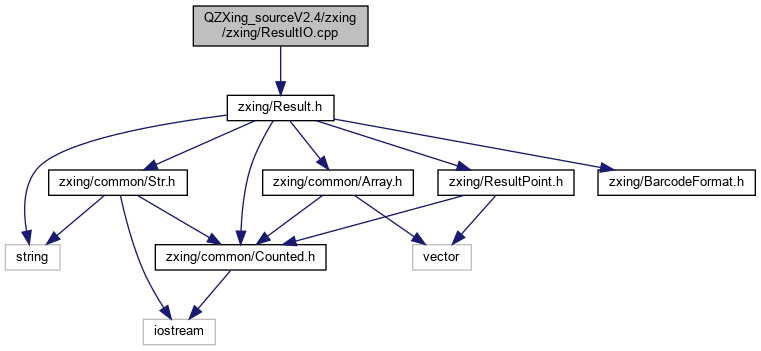 QZXing_sourceV2.4/zxing
/zxing/ResultIO.cpp
zxing/Result.h
zxing/common/Str.h
zxing/common/Array.h
zxing/ResultPoint.h
zxing/BarcodeFormat.h
string
zxing/common/Counted.h
vector
iostream